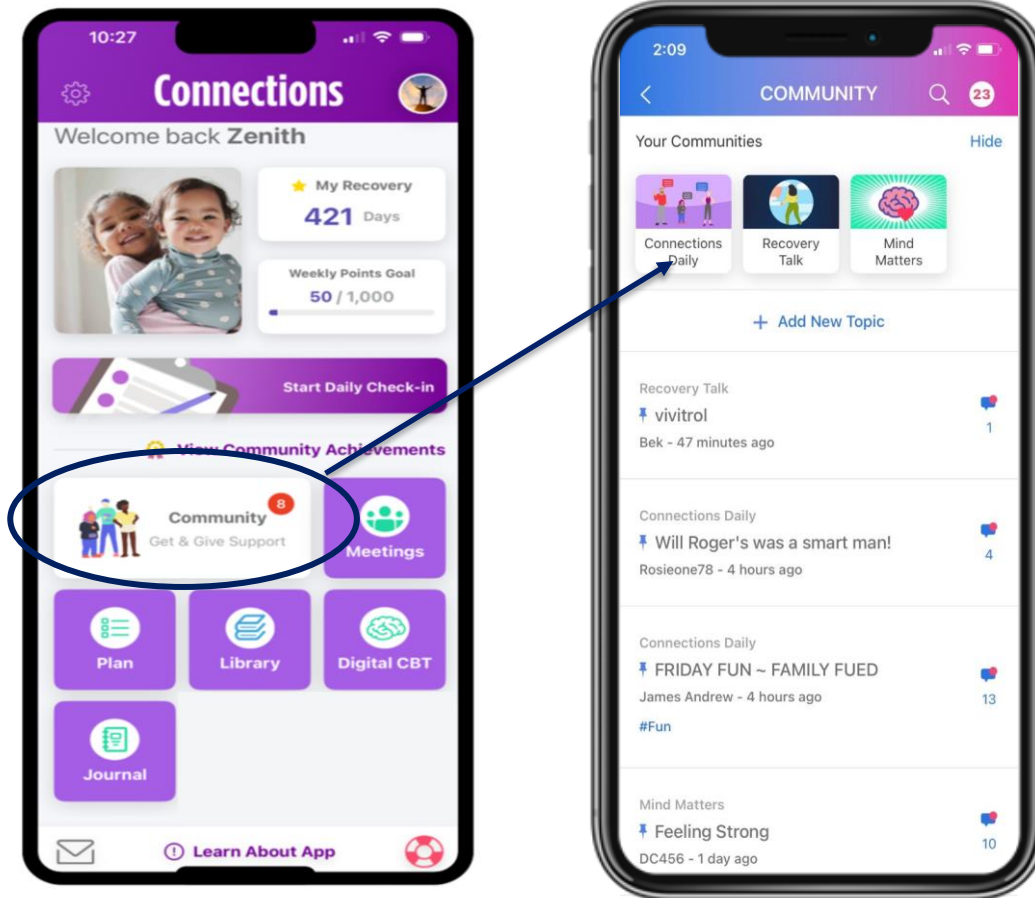 10:27
Connections
Welcome back Zenith
My Recovery
421 Days
Weekly Points Goal
50 / 1,000
Start Daily Check-in
View Community Achievements
Community
8
Get & Give Support
Meetings
Plan
Library
Digital CBT
Journal
Learn About App
2:09
COMMUNITY
23
Your Communities
Hide
Connections
Daily
Recovery
Talk
Mind
Matters
+ Add New Topic
Recovery Talk
vivitrol
1
Bek - 47 minutes ago
Connections Daily
Will Roger's was a smart man!
4
Rosieone78 - 4 hours ago
Connections Daily
FRIDAY FUN ~ FAMILY FUED
James Andrew - 4 hours ago
13
#Fun
Mind Matters
Feeling Strong
10
DC456 - 1 day ago